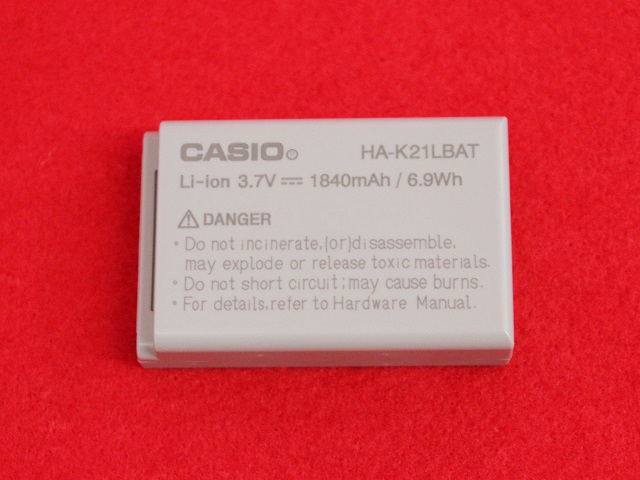 CASIO® HA-K21LBAT
Li-ion 3.7V ⎓ 1840mAh / 6.9Wh
⚠ DANGER
• Do not incinerate,(or)disassemble,
may explode or release toxic materials.
• Do not short circuit;may cause burns.
• For details,refer to Hardware Manual.